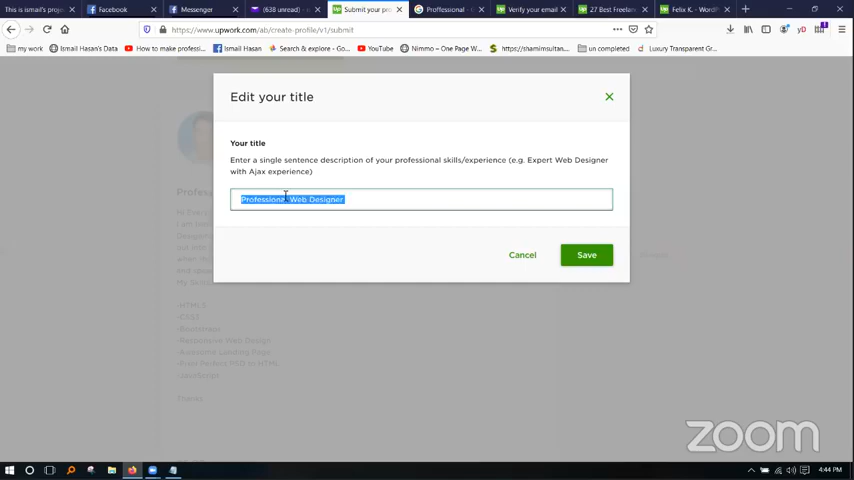 This is ismail's proje
Facebook
Messenger
(638 unread)
Submit your pro
Proffessional
Verify your email
27 Best Freelan
Felix K. - WordP
https://www.upwork.com/ab/create-profile/v1/submit
my work
Ismail Hasan's Data
How to make professi...
Ismail Hasan
Search & explore - Go...
YouTube
Nimmo – One Page W...
https://shamimsultan...
un completed
Luxury Transparent Gr...
Edit your title
Your title
Enter a single sentence description of your professional skills/experience (e.g. Expert Web Designer
with Ajax experience)
Professional Web Designer
Cancel
Save
My
-HTML5
-CSS3
-Bootstrap4
-Responsive Web Design
-Awesome Landing Page
-Pixel Perfect PSD to HTML
-JavaScript
Thanks
zoom
4:44 PM